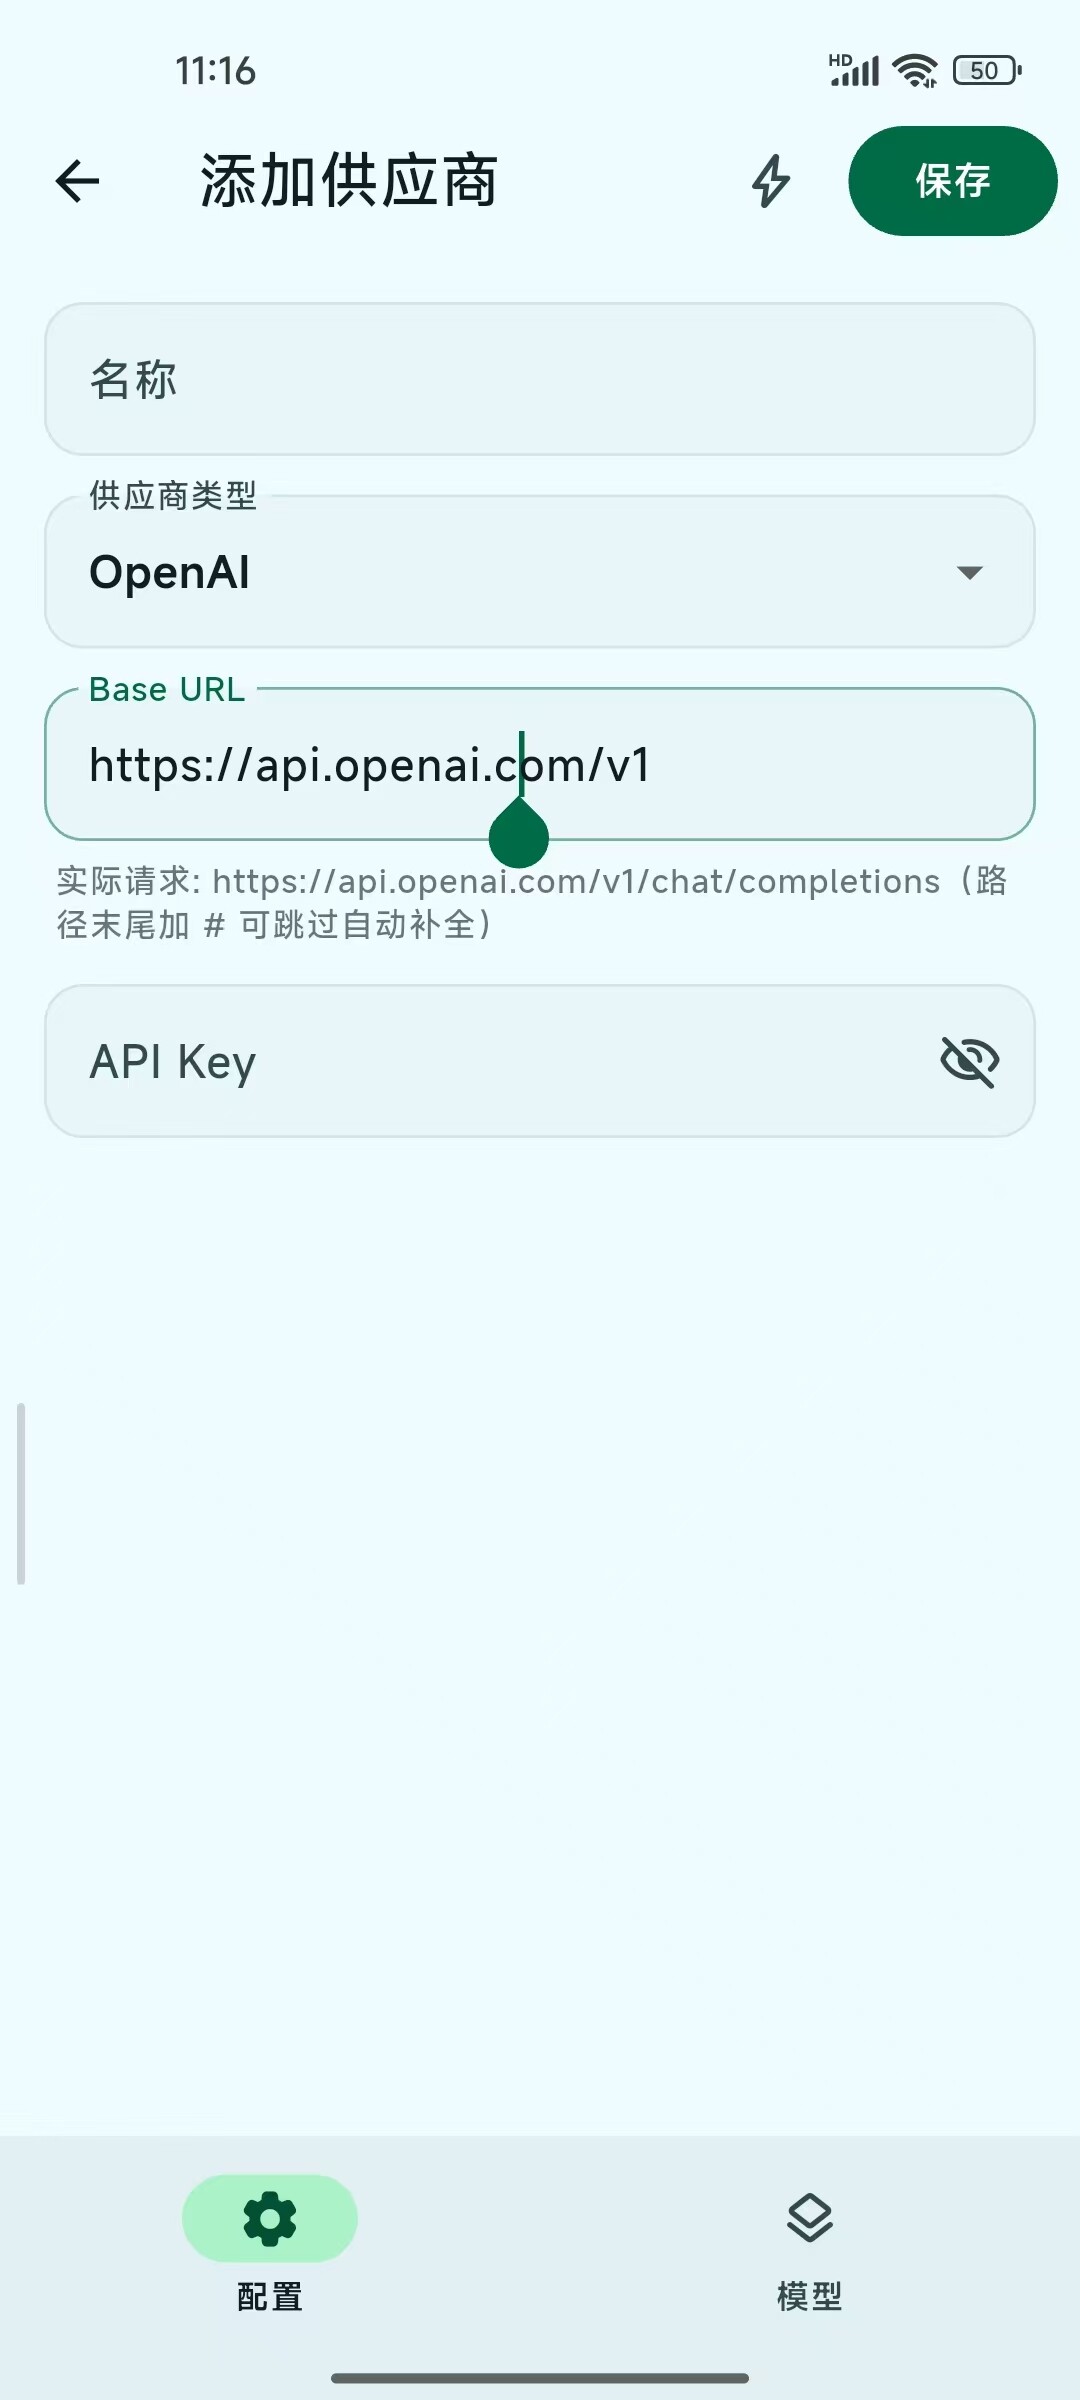 11:16
HD
50
添加供应商
保存
名称
供应商类型
OpenAI
Base URL
https://api.openai.com/v1
实际请求: https://api.openai.com/v1/chat/completions（路
径末尾加 # 可跳过自动补全）
API Key
配置
模型